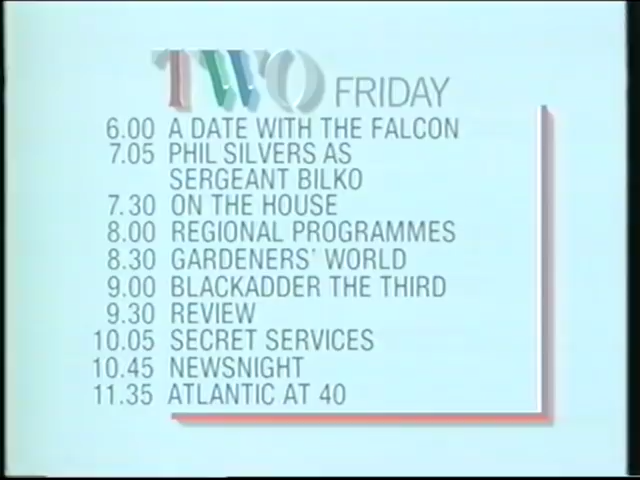 TWO FRIDAY
6.00 A DATE WITH THE FALCON
7.05 PHIL SILVERS AS
SERGEANT BILKO
7.30 ON THE HOUSE
8.00 REGIONAL PROGRAMMES
8.30 GARDENERS' WORLD
9.00 BLACKADDER THE THIRD
9.30 REVIEW
10.05 SECRET SERVICES
10.45 NEWSNIGHT
11.35 ATLANTIC AT 40